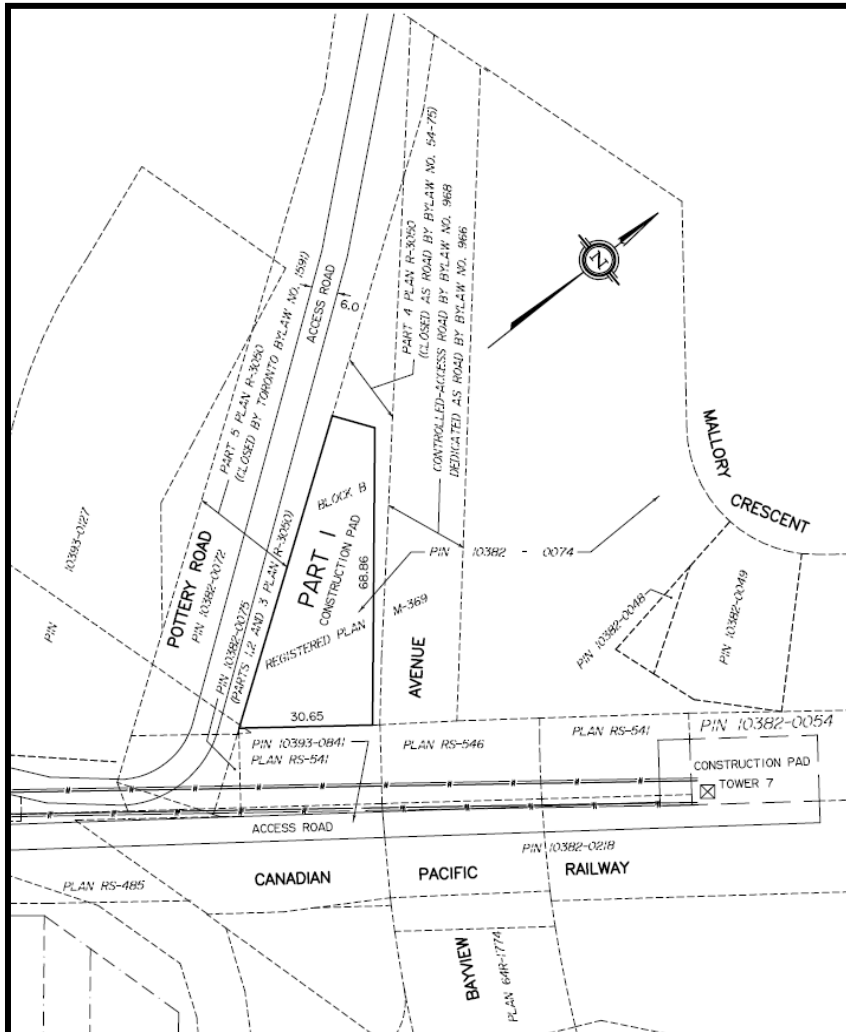 PART 4 PLAN R-3050
(CLOSED AS ROAD BY BYLAW NO. 54-75)
CONTROLLED-ACCESS ROAD BY BYLAW NO. 968
DEDICATED AS ROAD BY BYLAW NO. 966
N
ACCESS ROAD
6.0
PART 5 PLAN R-3050
(CLOSED BY TORONTO BYLAW NO. 1591)
MALLORY
CRESCENT
PIN 10393-0127
POTTERY ROAD
PIN 10382-0072
PIN 10382-0075
(PARTS 1,2 AND 3 PLAN R-3050)
BLOCK B
PART 1
CONSTRUCTION PAD
68.86
REGISTERED PLAN M-369
PIN 10382 - 0074
PIN 10382-0048
PIN 10382-0049
AVENUE
30.65
PIN 10393-0841
PLAN RS-541
PLAN RS-546
PLAN RS-541
PIN 10382-0054
CONSTRUCTION PAD
TOWER 7
ACCESS ROAD
PIN 10382-0218
PLAN RS-485
CANADIAN PACIFIC RAILWAY
BAYVIEW
PLAN 64R-1774